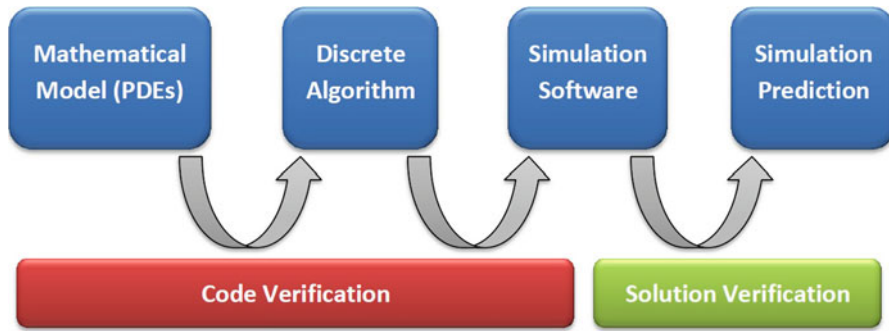 Mathematical
Model (PDEs)
Discrete
Algorithm
Simulation
Software
Simulation
Prediction
Code Verification
Solution Verification